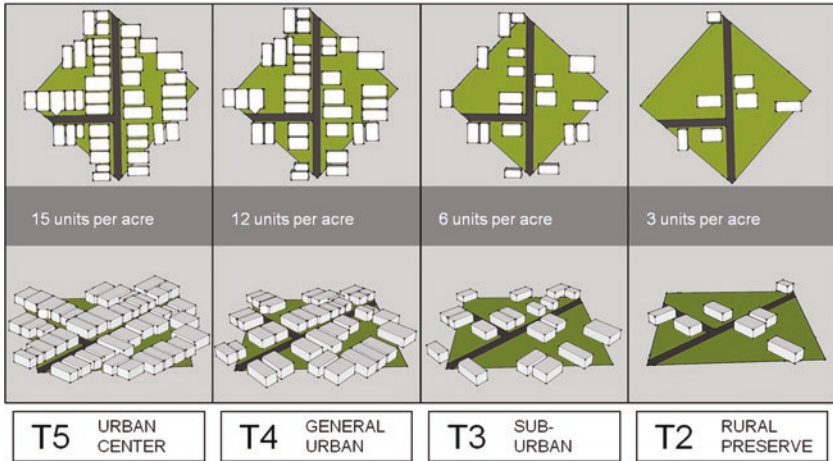 15 units per acre
12 units per acre
6 units per acre
3 units per acre
T5 URBAN
CENTER
T4 GENERAL
URBAN
T3 SUB-
URBAN
T2 RURAL
PRESERVE